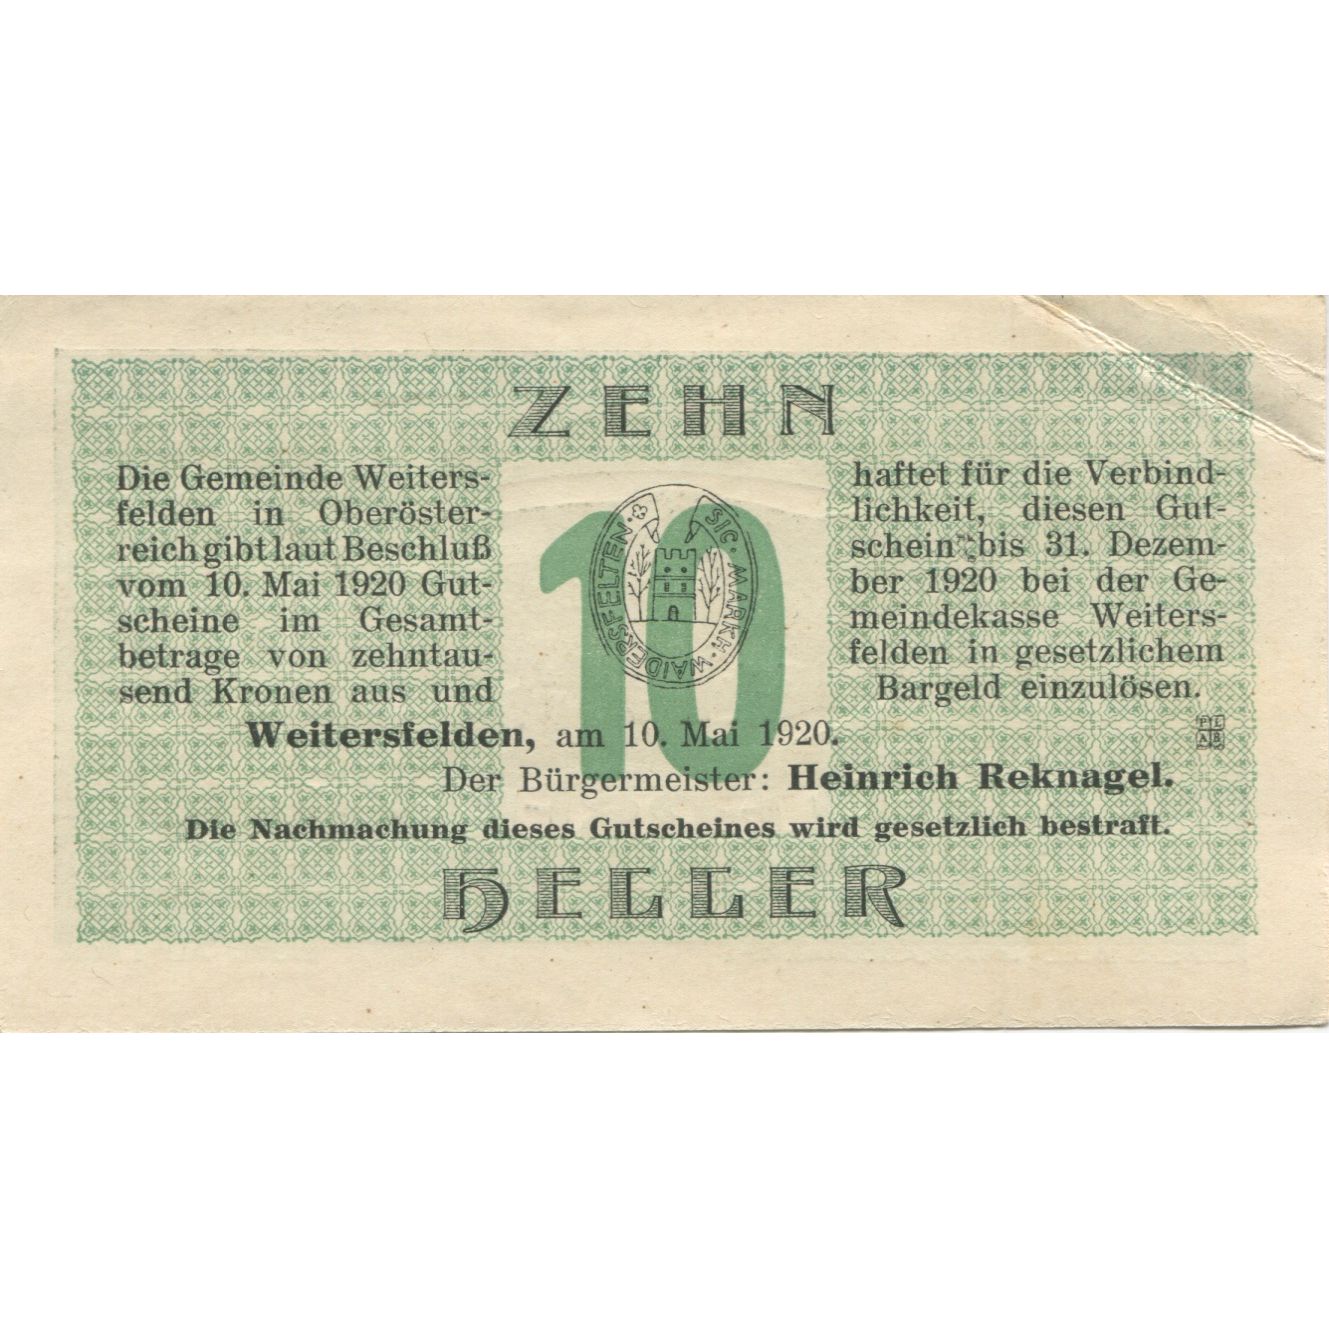 ZEHN
Die Gemeinde Weiters-
felden in Oberöster-
reich gibt laut Beschluß
vom 10. Mai 1920 Gut-
scheine im Gesamt-
betrage von zehntau-
send Kronen aus und
10
SIC · MARKH · WAIDERSFELTEN ·
haftet für die Verbind-
lichkeit, diesen Gut-
schein bis 31. Dezem-
ber 1920 bei der Ge-
meindekasse Weiters-
felden in gesetzlichem
Bargeld einzulösen.
Weitersfelden, am 10. Mai 1920.
Der Bürgermeister: Heinrich Reknagel.
Die Nachmachung dieses Gutscheines wird gesetzlich bestraft.
HELLER